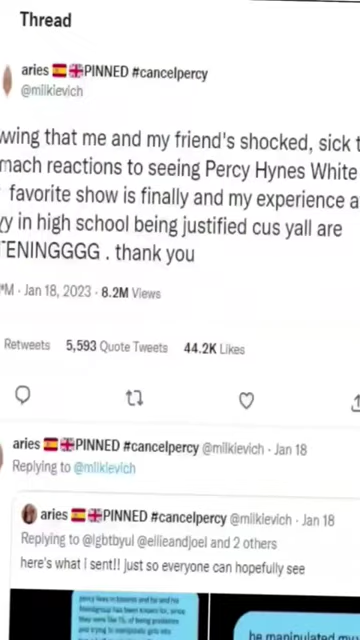 Thread
aries 🇪🇸🇬🇧PINNED #cancelpercy
@milkievich
wing that me and my friend's shocked, sick t
mach reactions to seeing Percy Hynes White
favorite show is finally and my experience a
y in high school being justified cus yall are
TENINGGGG . thank you
PM · Jan 18, 2023 · 8.2M Views
Retweets 5,593 Quote Tweets 44.2K Likes
aries 🇪🇸🇬🇧PINNED #cancelpercy @milkievich · Jan 18
Replying to @milkievich
aries 🇪🇸🇬🇧PINNED #cancelpercy @milkievich · Jan 18
Replying to @lgbtbyul @ellieandjoel and 2 others
here's what i sent!! just so everyone can hopefully see
he manipulated my